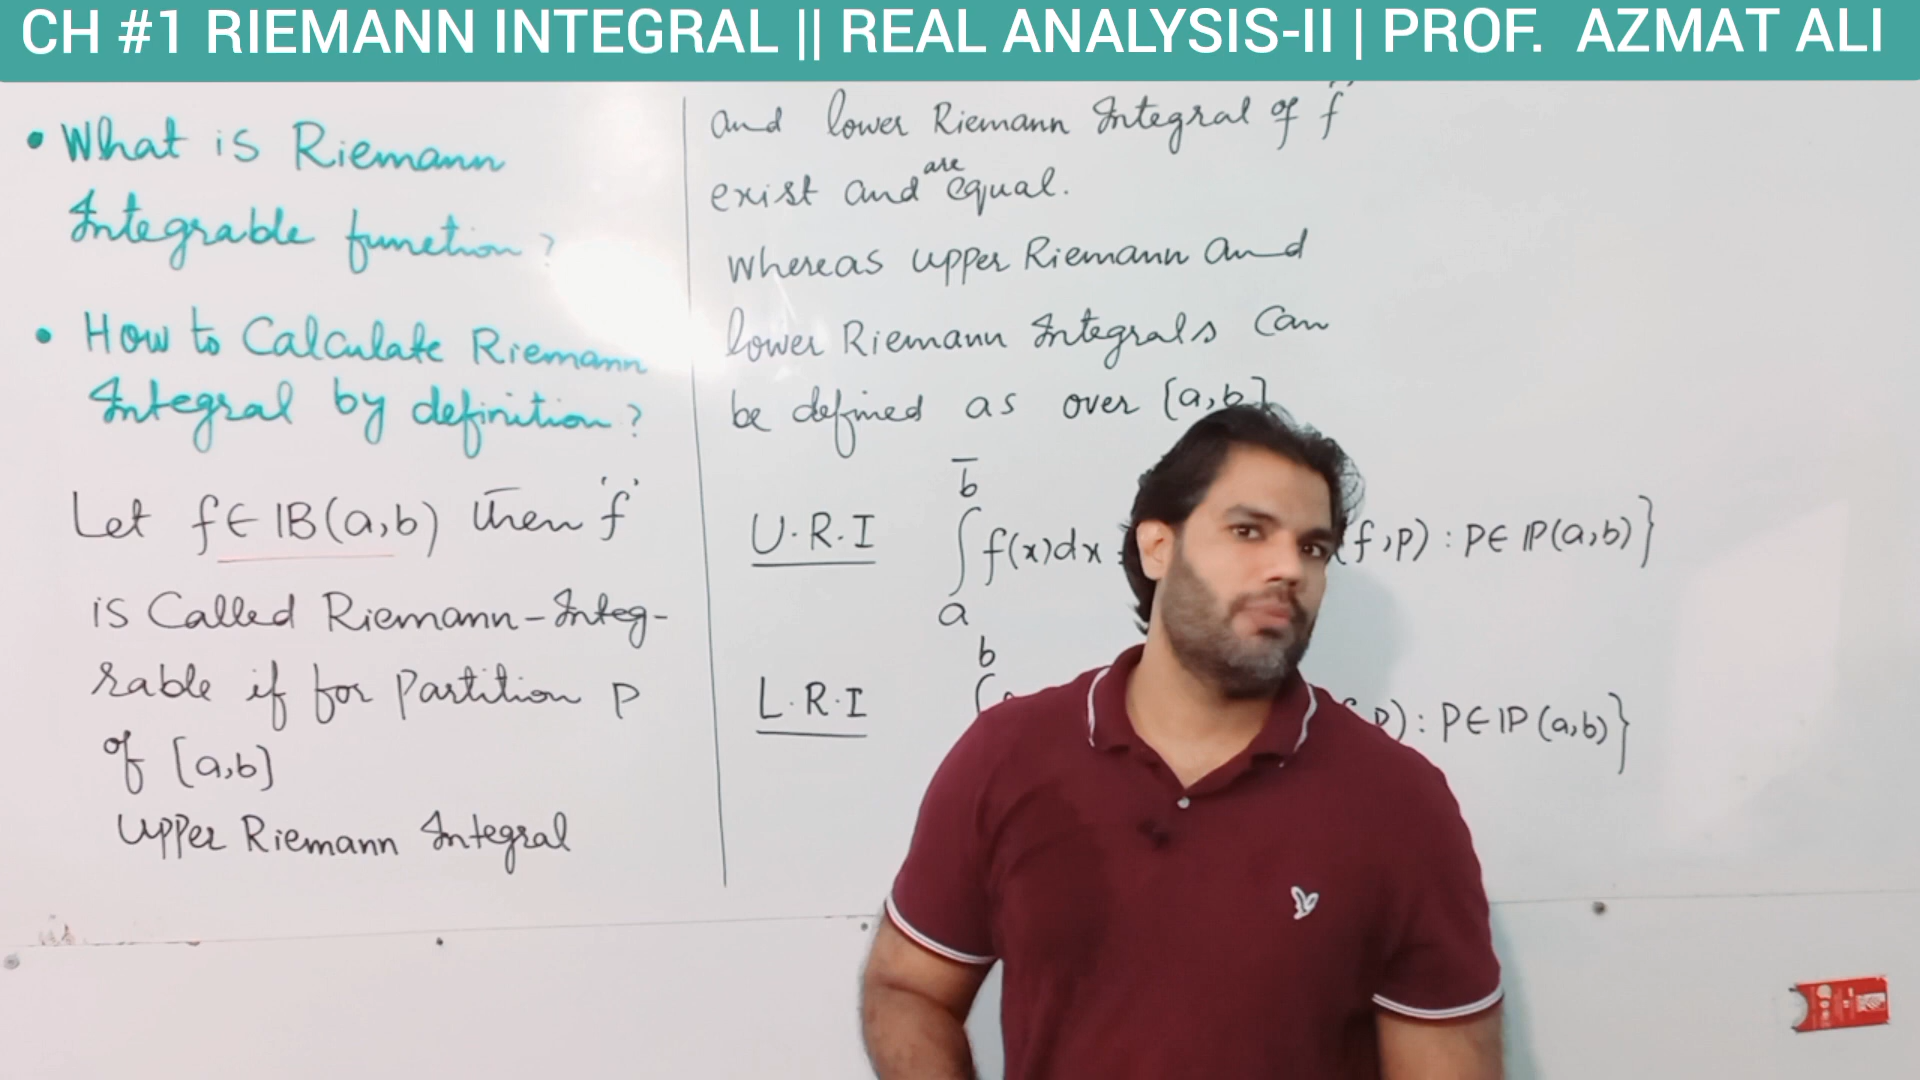 CH #1 RIEMANN INTEGRAL || REAL ANALYSIS-II | PROF. AZMAT ALI
• What is Riemann
Integrable function?
• How to Calculate Riemann
Integral by definition?
Let f∈IB(a,b) then 'f'
is Called Riemann-Integ-
rable if for Partition P
of [a,b]
Upper Riemann Integral
and lower Riemann Integral of 'f'
exist and are equal.
Whereas upper Riemann and
lower Riemann Integrals Can
be defined as over [a,b]
b̅
U.R.I ∫f(x)dx = (f,P) : P∈ IP(a,b)}
a
b
L.R.I ∫ P) : P∈ IP(a,b)}